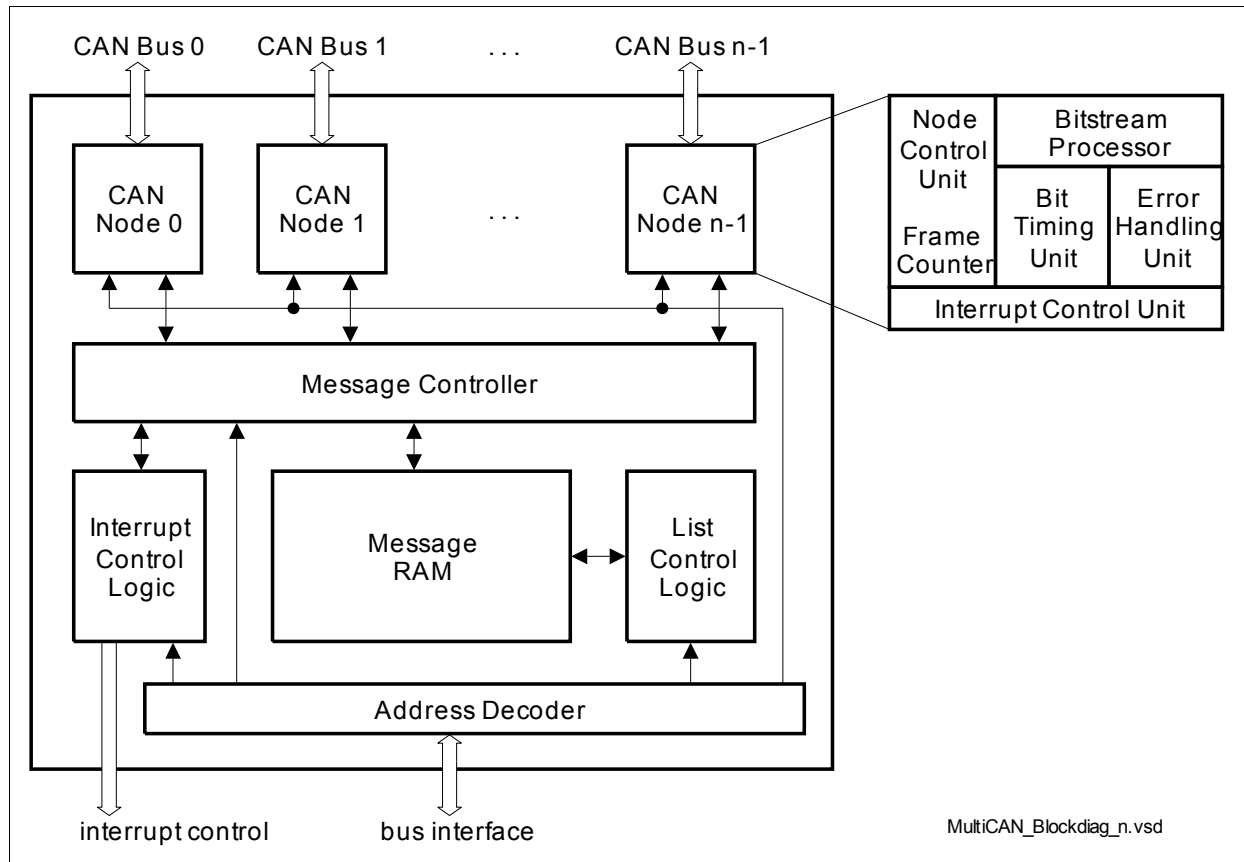 CAN Bus 0
CAN Bus 1
. . .
CAN Bus n-1
CAN
Node 0
CAN
Node 1
. . .
CAN
Node n-1
Node
Control
Unit
Frame
Counter
Bitstream
Processor
Bit
Timing
Unit
Error
Handling
Unit
Interrupt Control Unit
Message Controller
Interrupt
Control
Logic
Message
RAM
List
Control
Logic
Address Decoder
interrupt control
bus interface
MultiCAN_Blockdiag_n.vsd